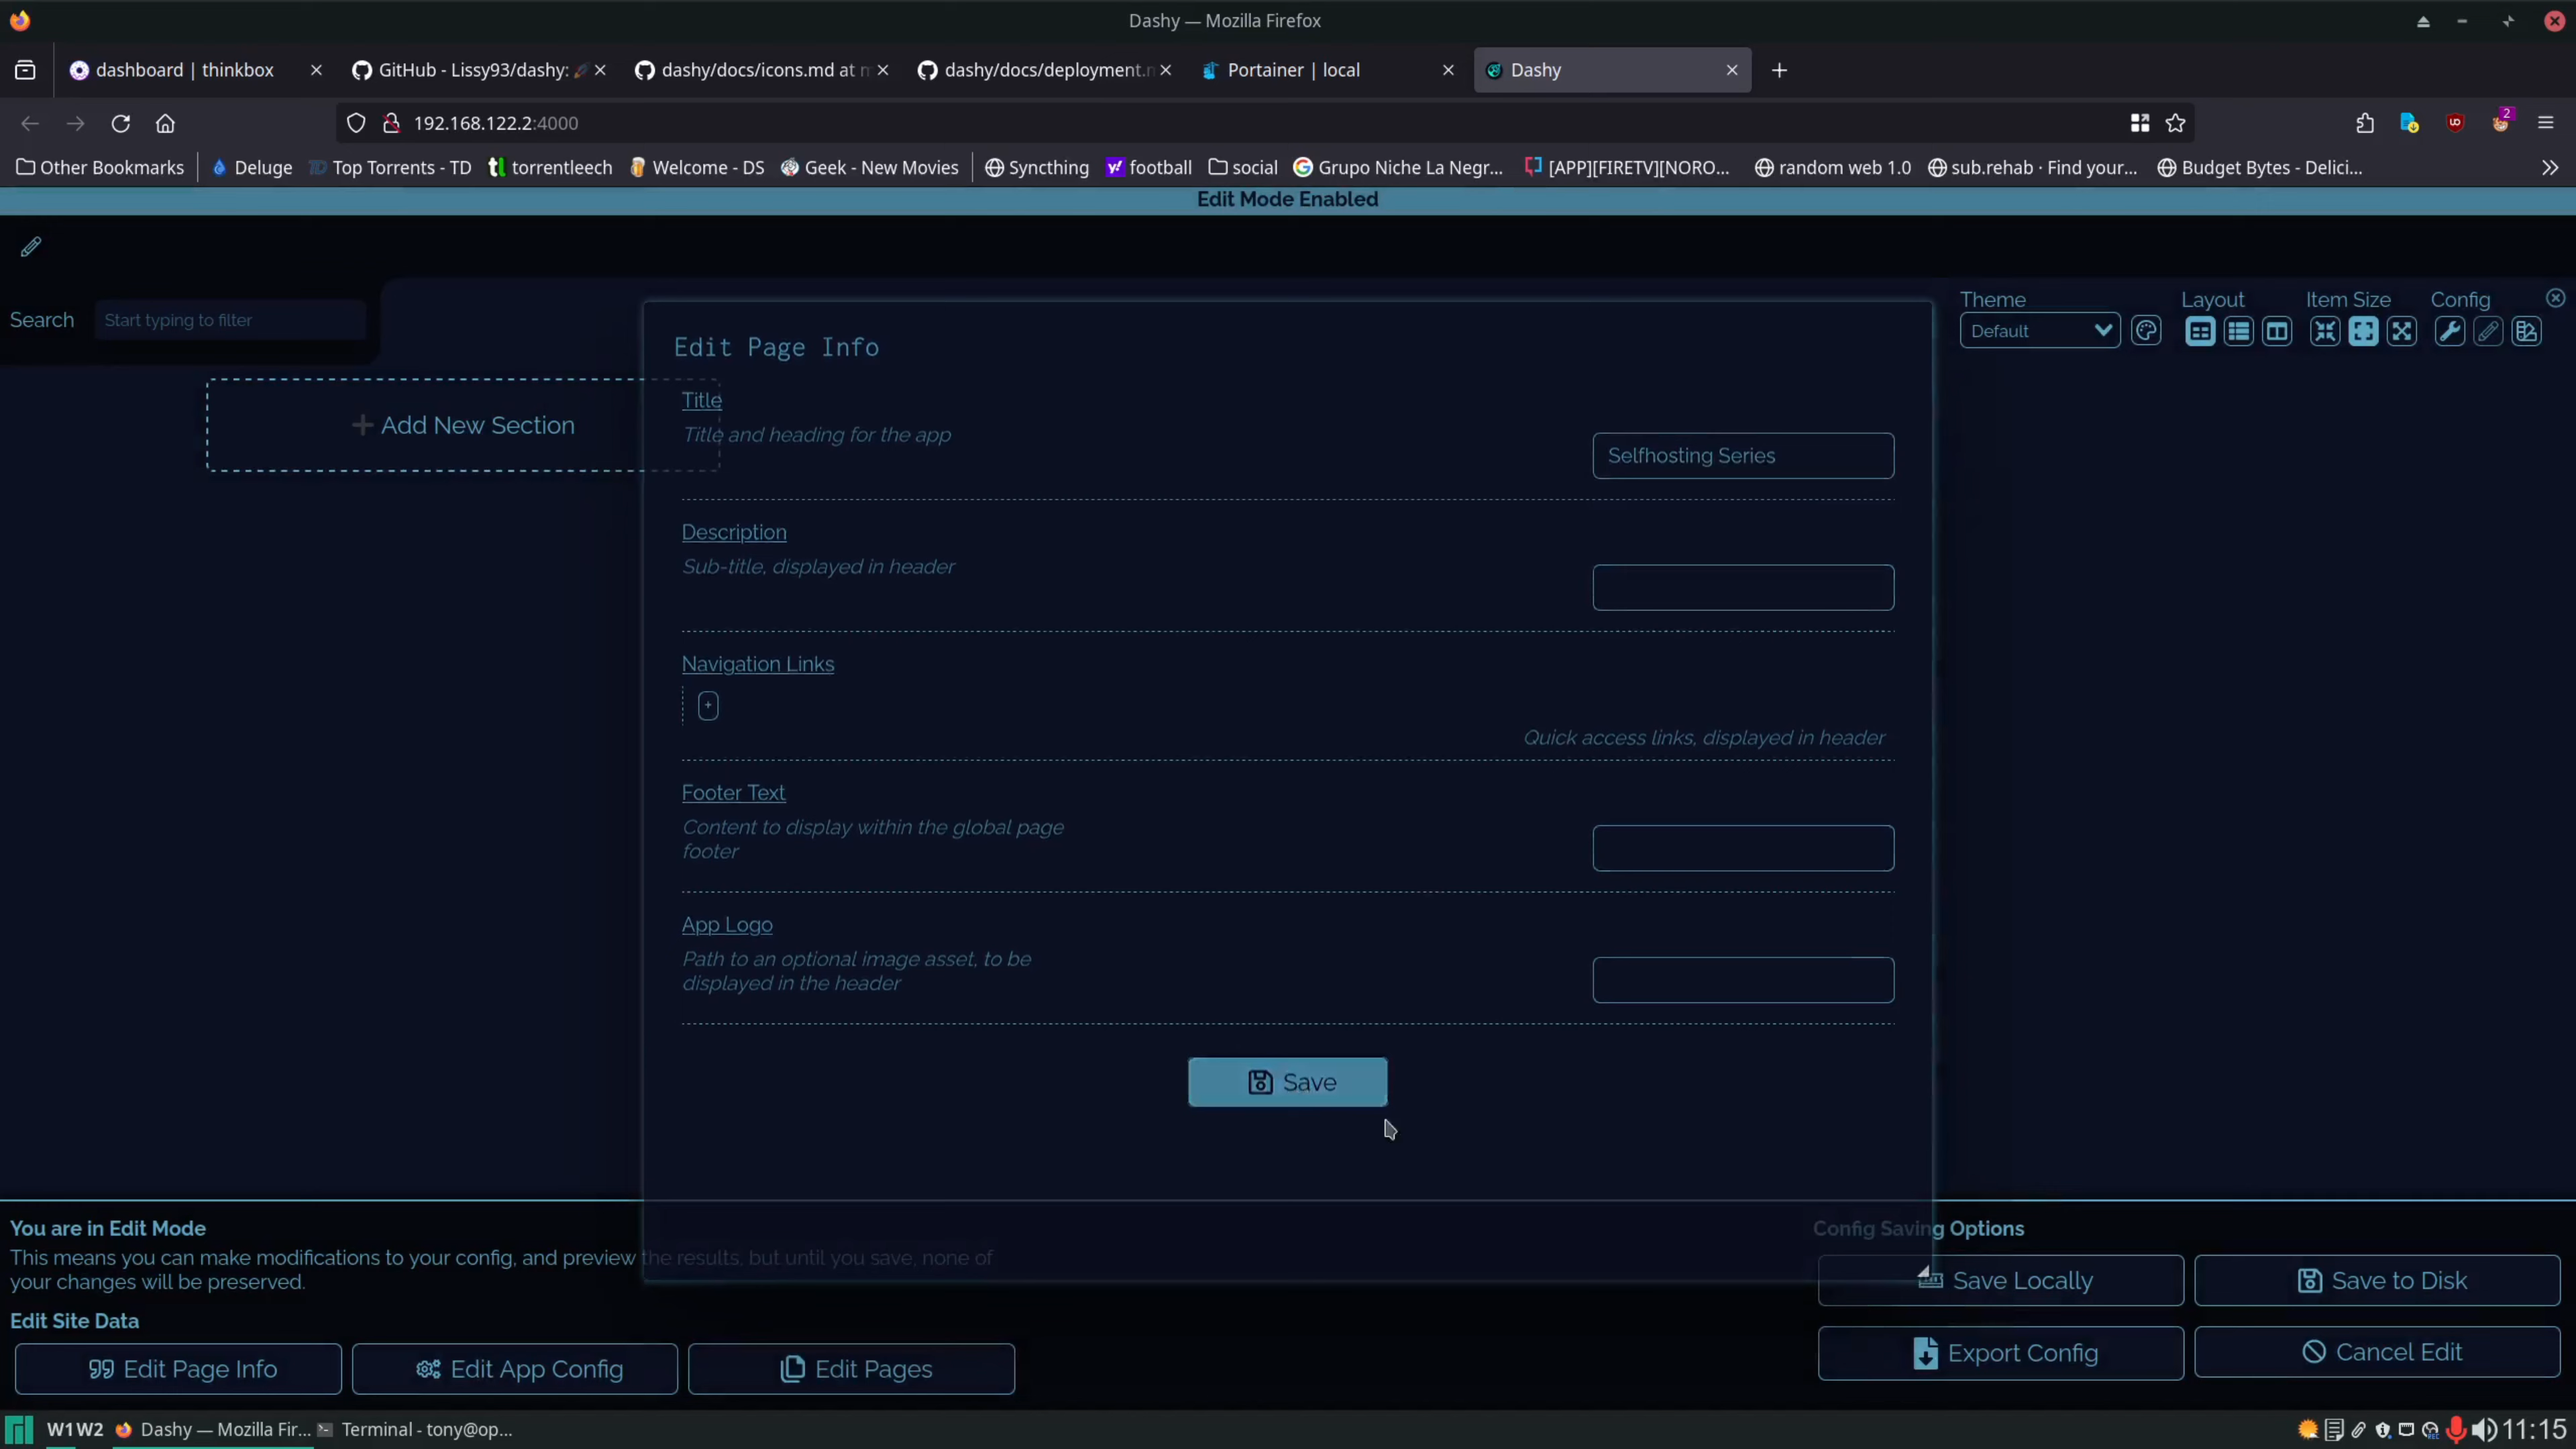 Dashy — Mozilla Firefox
dashboard | thinkbox
GitHub - Lissy93/dashy:
dashy/docs/icons.md at m
dashy/docs/deployment.m
Portainer | local
Dashy
192.168.122.2:4000
2
Other Bookmarks
Deluge
Top Torrents - TD
torrentleech
Welcome - DS
Geek - New Movies
Syncthing
football
social
Grupo Niche La Negr...
[APP][FIRETV][NORO...
random web 1.0
sub.rehab · Find your...
Budget Bytes - Delici...
Edit Mode Enabled
Search
Start typing to filter
Theme
Default
Layout
Item Size
Config
Add New Section
Edit Page Info
Title
Title and heading for the app
Selfhosting Series
Description
Sub-title, displayed in header
Navigation Links
+
Quick access links, displayed in header
Footer Text
Content to display within the global page
footer
App Logo
Path to an optional image asset, to be
displayed in the header
Save
You are in Edit Mode
This means you can make modifications to your config, and preview the results, but until you save, none of
your changes will be preserved.
Edit Site Data
Edit Page Info
Edit App Config
Edit Pages
Config Saving Options
Save Locally
Save to Disk
Export Config
Cancel Edit
W1 W2
Dashy — Mozilla Fir...
Terminal - tony@op...
11:15